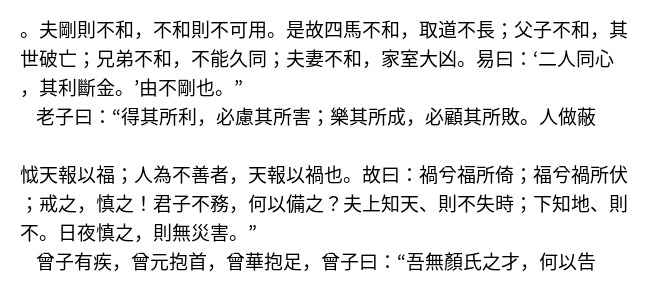 。夫剛則不和，不和則不可用。是故四馬不和，取道不長；父子不和，其
世破亡；兄弟不和，不能久同；夫妻不和，家室大凶。易曰：‘二人同心
，其利斷金。’由不剛也。”
老子曰：“得其所利，必慮其所害；樂其所成，必顧其所敗。人做蔽
㦸天報以福；人為不善者，天報以禍也。故曰：禍兮福所倚；福兮禍所伏
；戒之，慎之！君子不務，何以備之？夫上知天、則不失時；下知地、則
不。日夜慎之，則無災害。”
曾子有疾，曾元抱首，曾華抱足，曾子曰：“吾無顏氏之才，何以告